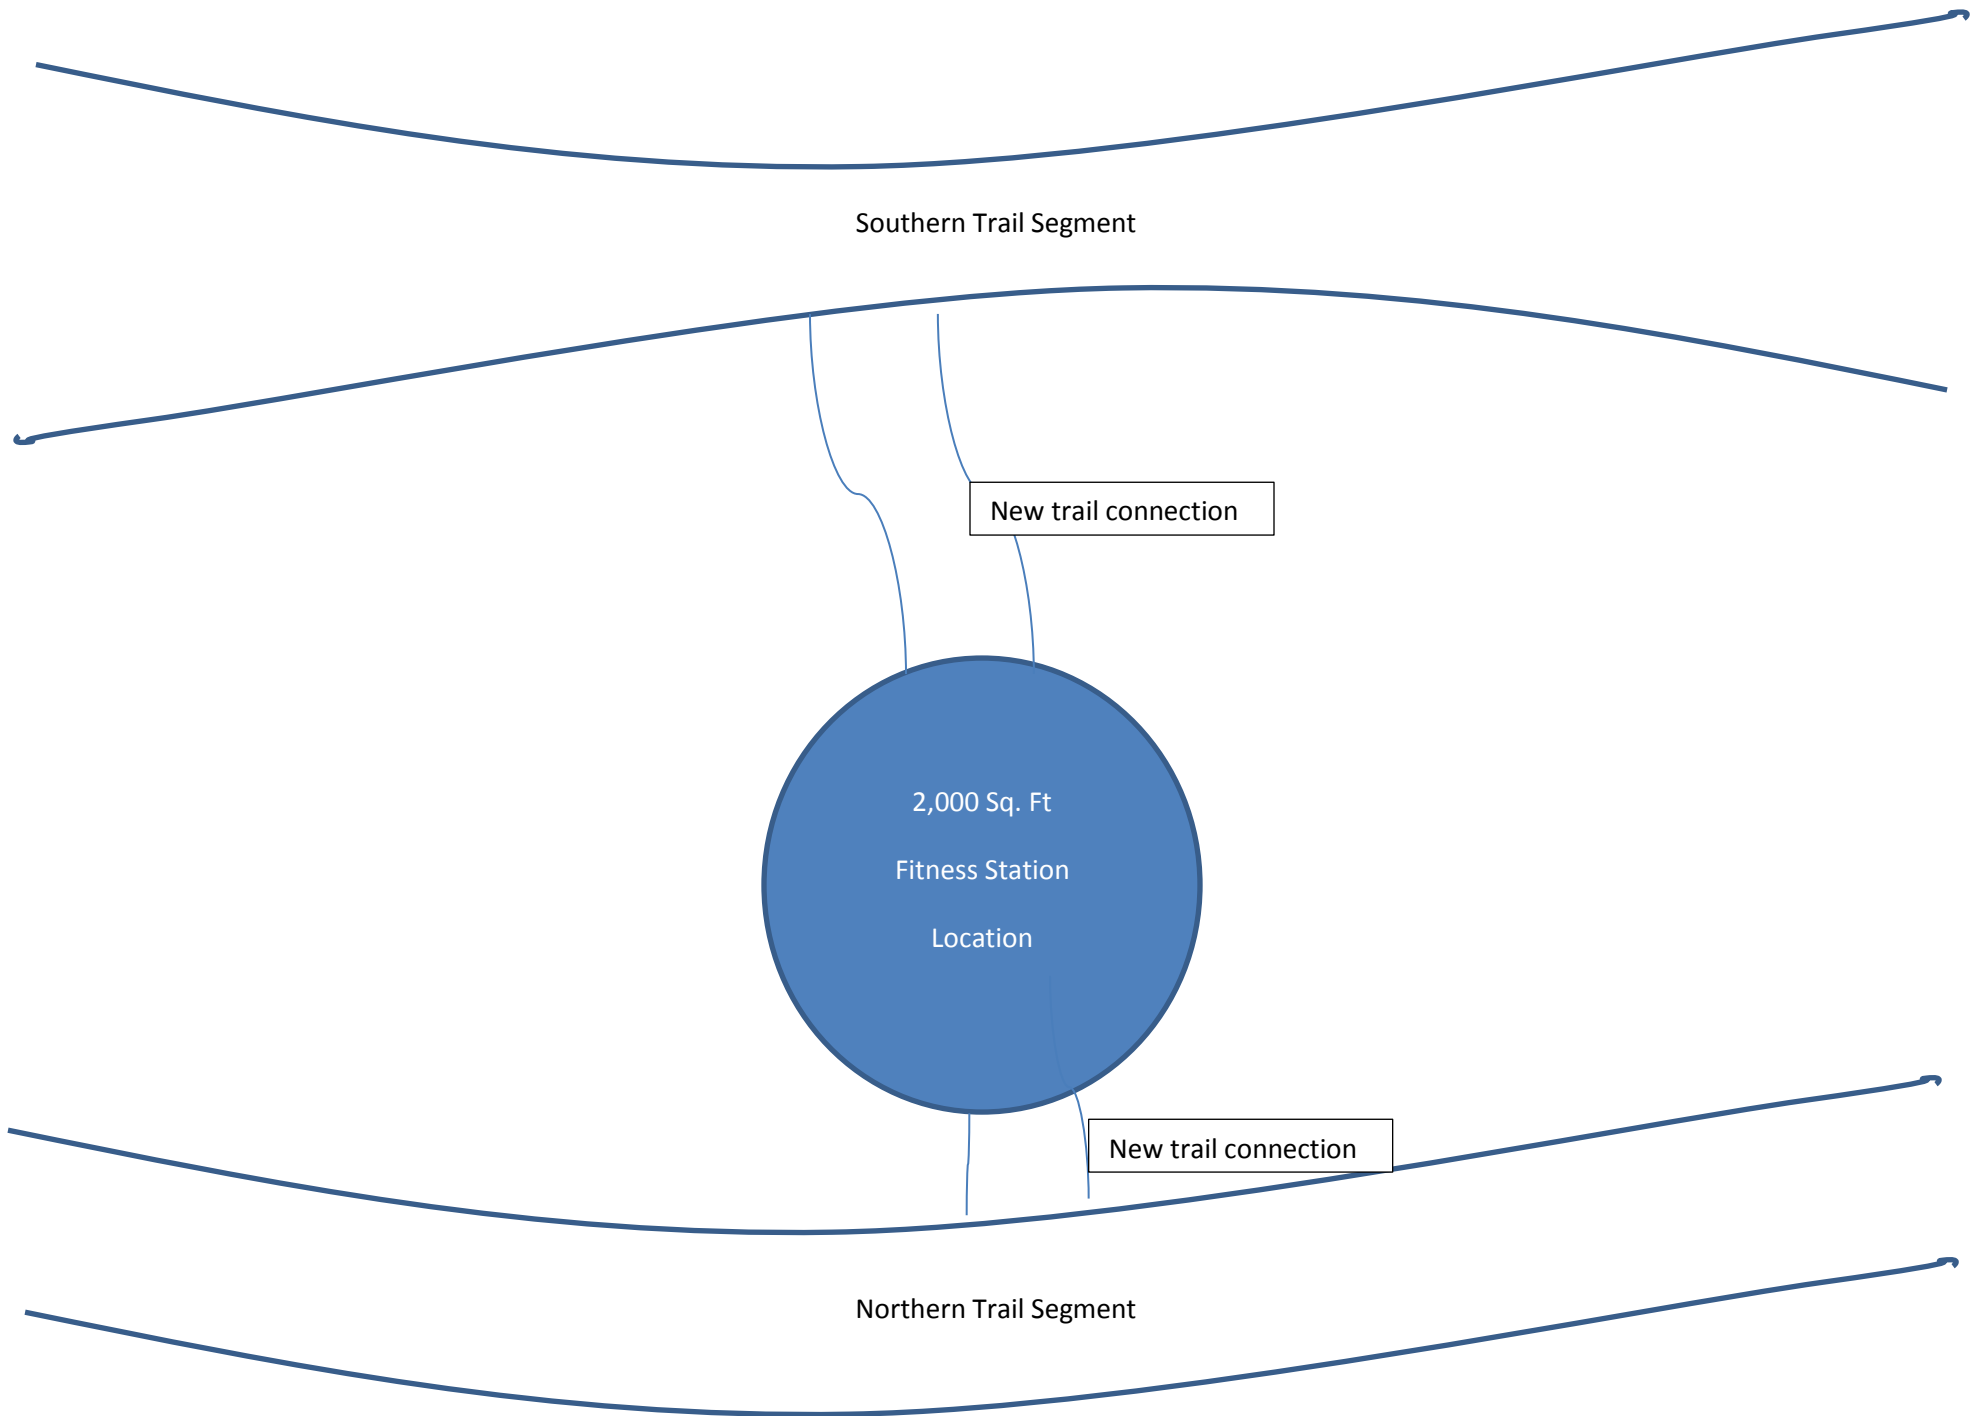 Southern Trail Segment
New trail connection
2,000 Sq. Ft
Fitness Station
Location
New trail connection
Northern Trail Segment